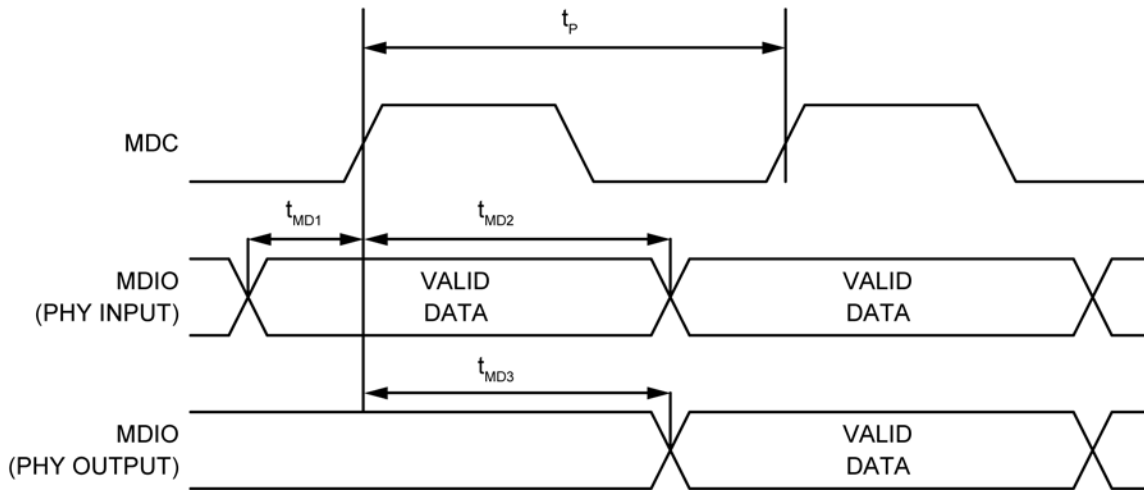 tP
MDC
tMD1
tMD2
MDIO
(PHY INPUT)
VALID
DATA
VALID
DATA
tMD3
MDIO
(PHY OUTPUT)
VALID
DATA